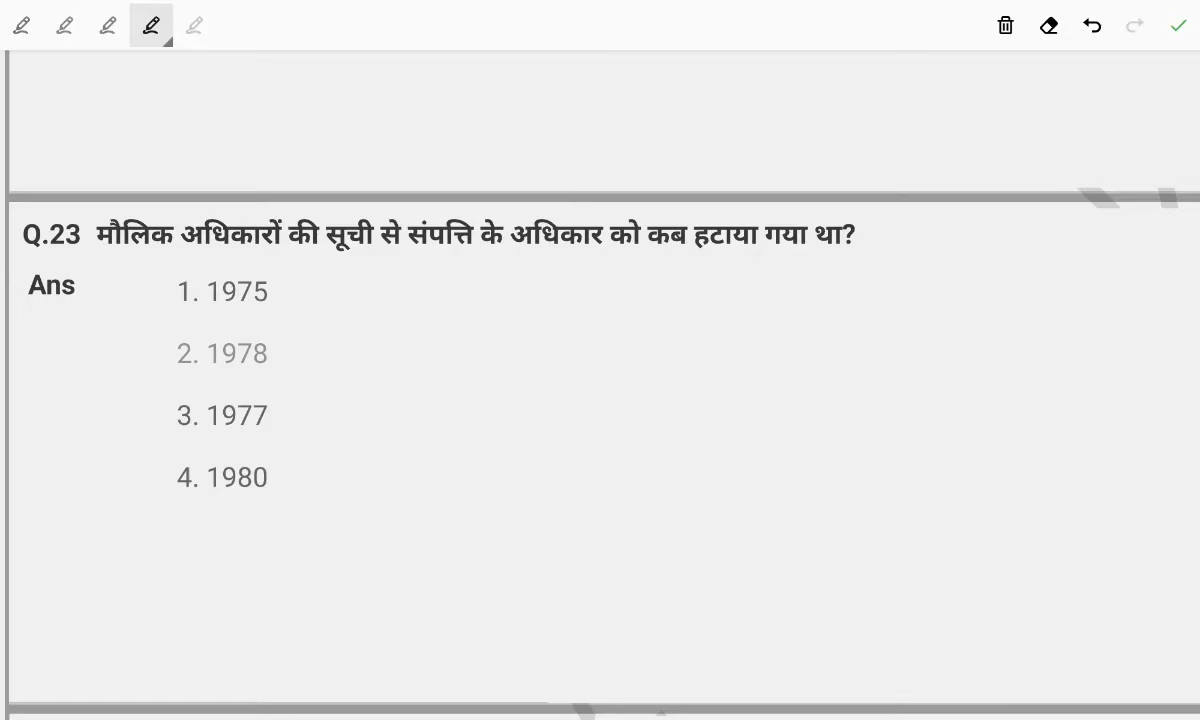 Q.23 मौलिक अधिकारों की सूची से संपत्ति के अधिकार को कब हटाया गया था?
Ans 1. 1975
2. 1978
3. 1977
4. 1980